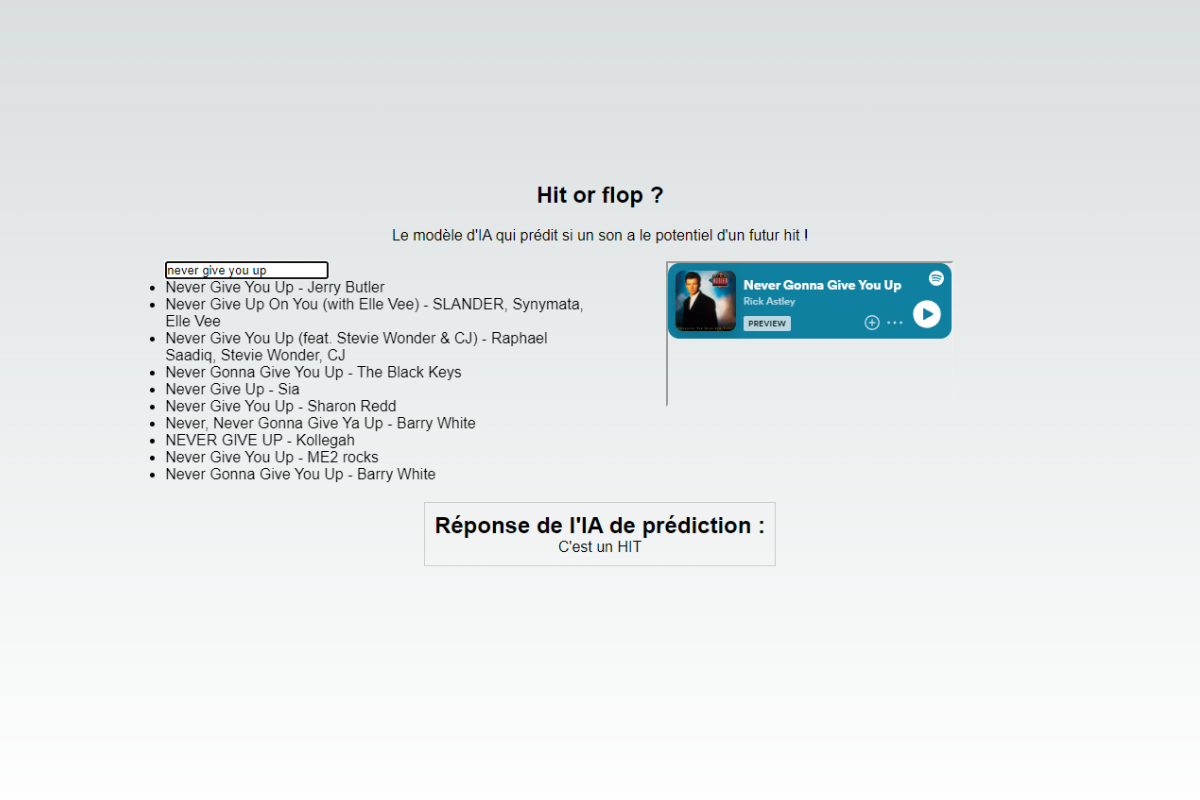 Hit or flop ?
Le modèle d'IA qui prédit si un son a le potentiel d'un futur hit !
never give you up
Never Give You Up - Jerry Butler
Never Give Up On You (with Elle Vee) - SLANDER, Synymata,
Elle Vee
Never Give You Up (feat. Stevie Wonder & CJ) - Raphael
Saadiq, Stevie Wonder, CJ
Never Gonna Give You Up - The Black Keys
Never Give Up - Sia
Never Give You Up - Sharon Redd
Never, Never Gonna Give Ya Up - Barry White
NEVER GIVE UP - Kollegah
Never Give You Up - ME2 rocks
Never Gonna Give You Up - Barry White
Never Gonna Give You Up
Rick Astley
PREVIEW
Réponse de l'IA de prédiction :
C'est un HIT